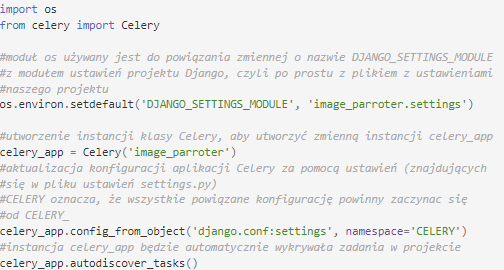 import os
from celery import Celery
#moduł os używany jest do powiązania zmiennej o nazwie DJANGO_SETTINGS_MODULE
#z modułem ustawień projektu Django, czyli po prostu z plikiem z ustawieniami
#naszego projektu
os.environ.setdefault('DJANGO_SETTINGS_MODULE', 'image_parroter.settings')
#utworzenie instancji klasy Celery, aby utworzyć zmienną instancji celery_app
celery_app = Celery('image_parroter')
#aktualizacja konfiguracji aplikacji Celery za pomocą ustawień (znajdujących
#się w pliku ustawień settings.py)
#CELERY oznacza, że wszystkie powiązane konfigurację powinny zaczynac się
#od CELERY_
celery_app.config_from_object('django.conf:settings', namespace='CELERY')
#instancja celery_app będzie automatycznie wykrywała zadania w projekcie
celery_app.autodiscover_tasks()